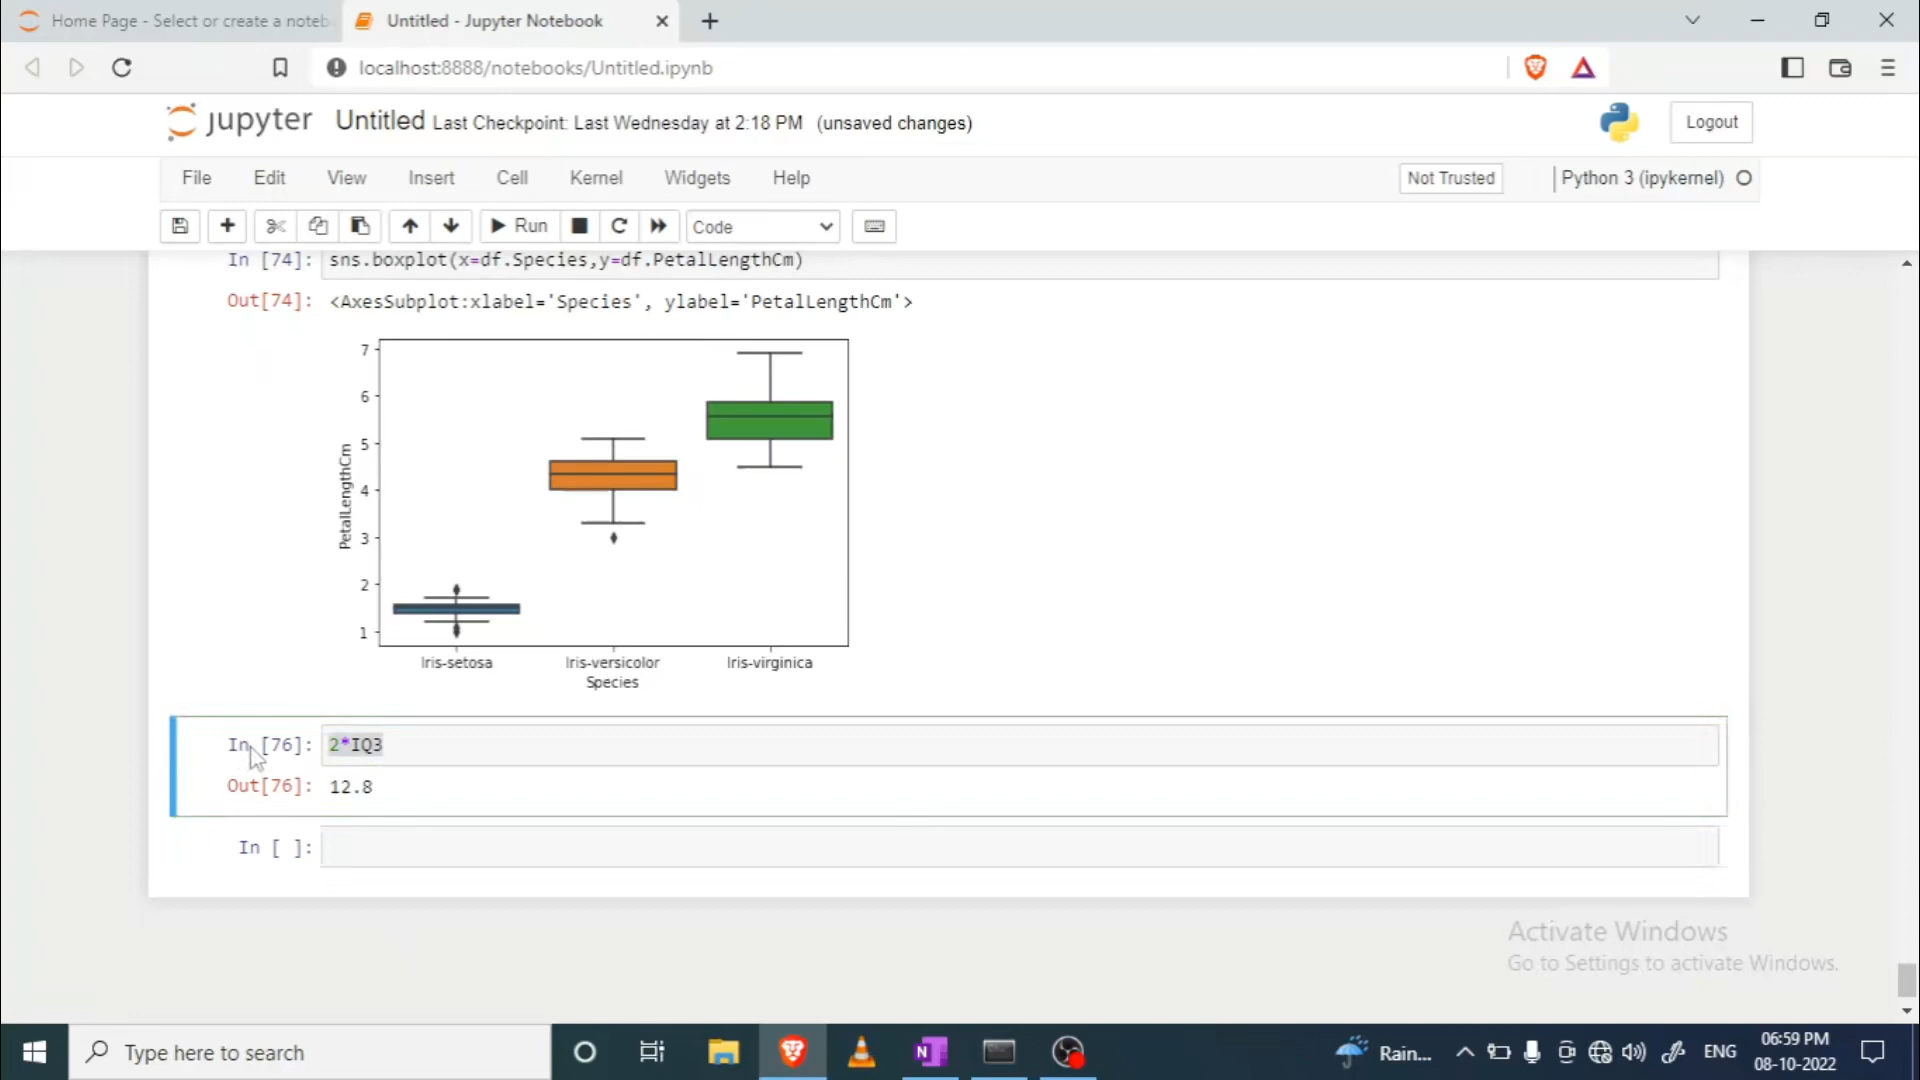 Home Page - Select or create a noteb
Untitled - Jupyter Notebook
localhost:8888/notebooks/Untitled.ipynb
jupyter Untitled Last Checkpoint: Last Wednesday at 2:18 PM (unsaved changes)
Logout
File Edit View Insert Cell Kernel Widgets Help
Not Trusted
Python 3 (ipykernel)
Run
Code
In [74]: sns.boxplot(x=df.Species,y=df.PetalLengthCm)
Out[74]: <AxesSubplot:xlabel='Species', ylabel='PetalLengthCm'>
7
6
5
4
3
2
1
PetalLengthCm
Iris-setosa Iris-versicolor Iris-virginica
Species
In [76]: 2*IQ3
Out[76]: 12.8
In [ ]:
Activate Windows
Go to Settings to activate Windows.
Type here to search
N
Rain...
ENG
06:59 PM
08-10-2022